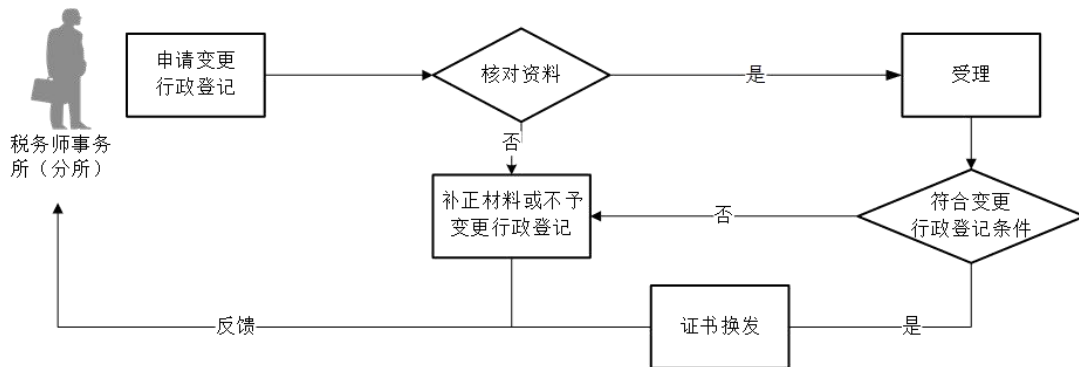 申请变更
行政登记
核对资料
是
受理
税务师事务
所（分所）
否
补正材料或不予
变更行政登记
否
符合变更
行政登记条件
反馈
证书换发
是